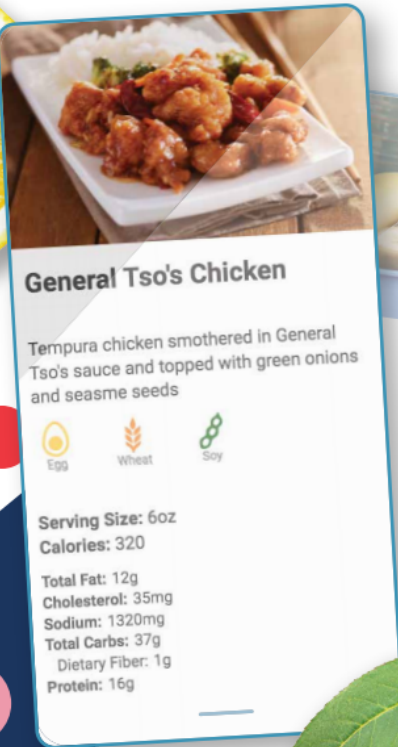 General Tso's Chicken
Tempura chicken smothered in General
Tso's sauce and topped with green onions
and seasme seeds
Egg
Wheat
Soy
Serving Size: 6oz
Calories: 320
Total Fat: 12g
Cholesterol: 35mg
Sodium: 1320mg
Total Carbs: 37g
Dietary Fiber: 1g
Protein: 16g